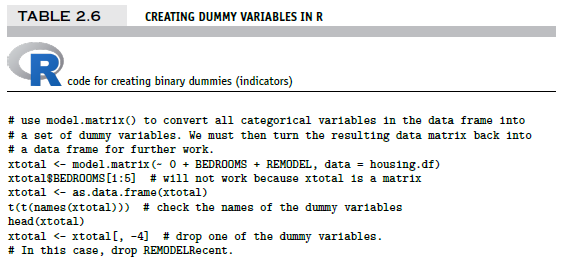 TABLE 2.6 CREATING DUMMY VARIABLES IN R
R code for creating binary dummies (indicators)
# use model.matrix() to convert all categorical variables in the data frame into
# a set of dummy variables. We must then turn the resulting data matrix back into
# a data frame for further work.
xtotal <- model.matrix(~ 0 + BEDROOMS + REMODEL, data = housing.df)
xtotal$BEDROOMS[1:5] # will not work because xtotal is a matrix
xtotal <- as.data.frame(xtotal)
t(t(names(xtotal))) # check the names of the dummy variables
head(xtotal)
xtotal <- xtotal[, -4] # drop one of the dummy variables.
# In this case, drop REMODELRecent.